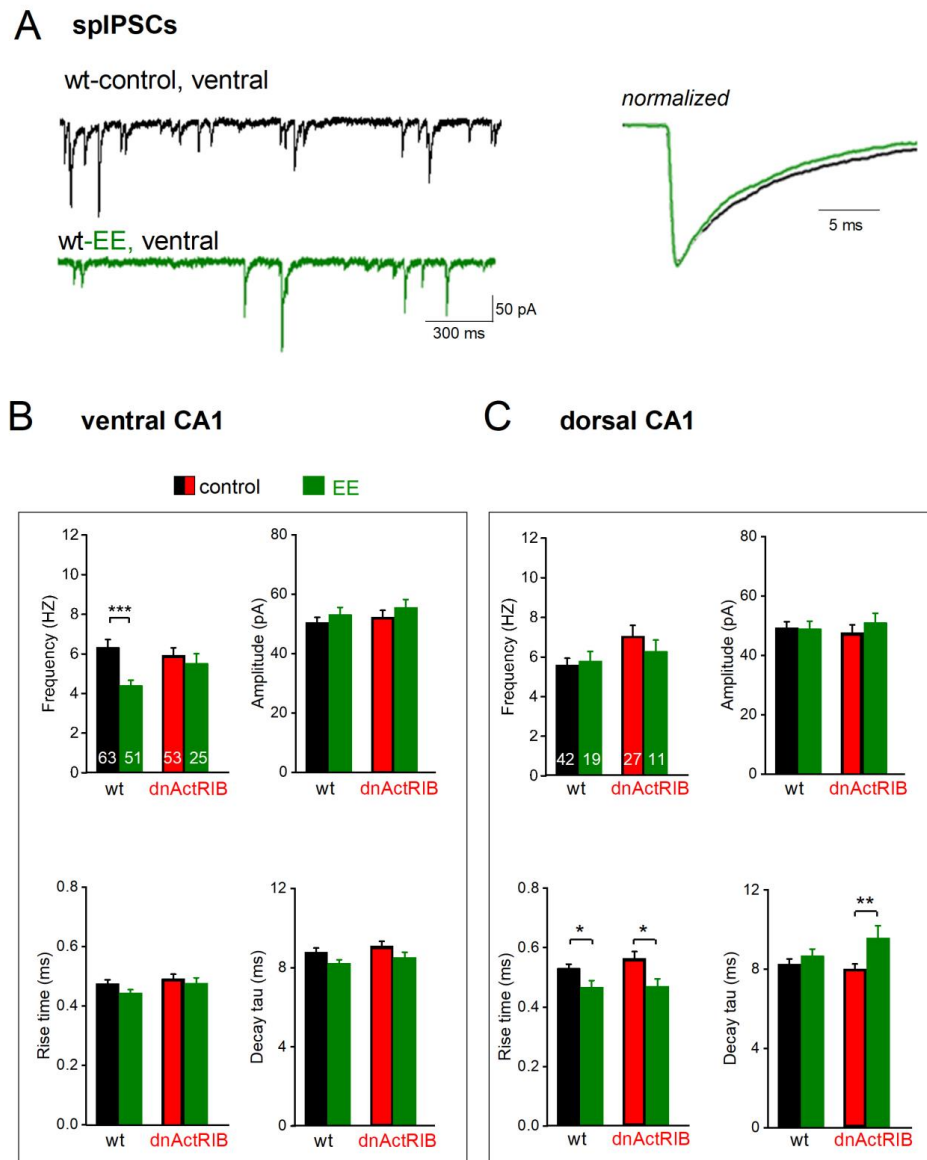 A spIPSCs
wt-control, ventral
normalized
5 ms
wt-EE, ventral
50 pA
300 ms
B ventral CA1
C dorsal CA1
control EE
Frequency (HZ)
12
10
8
6
4
2
0
***
63 51 53 25
wt dnActRIB
Amplitude (pA)
80
60
40
20
0
wt dnActRIB
Rise time (ms)
0.8
0.6
0.4
0.2
0.0
wt dnActRIB
Decay tau (ms)
12
8
4
0
wt dnActRIB
Frequency (HZ)
12
10
8
6
4
2
0
42 19 27 11
wt dnActRIB
Amplitude (pA)
80
60
40
20
0
wt dnActRIB
Rise time (ms)
0.8
0.6
0.4
0.2
0.0
* *
wt dnActRIB
Decay tau (ms)
12
8
4
0
**
wt dnActRIB